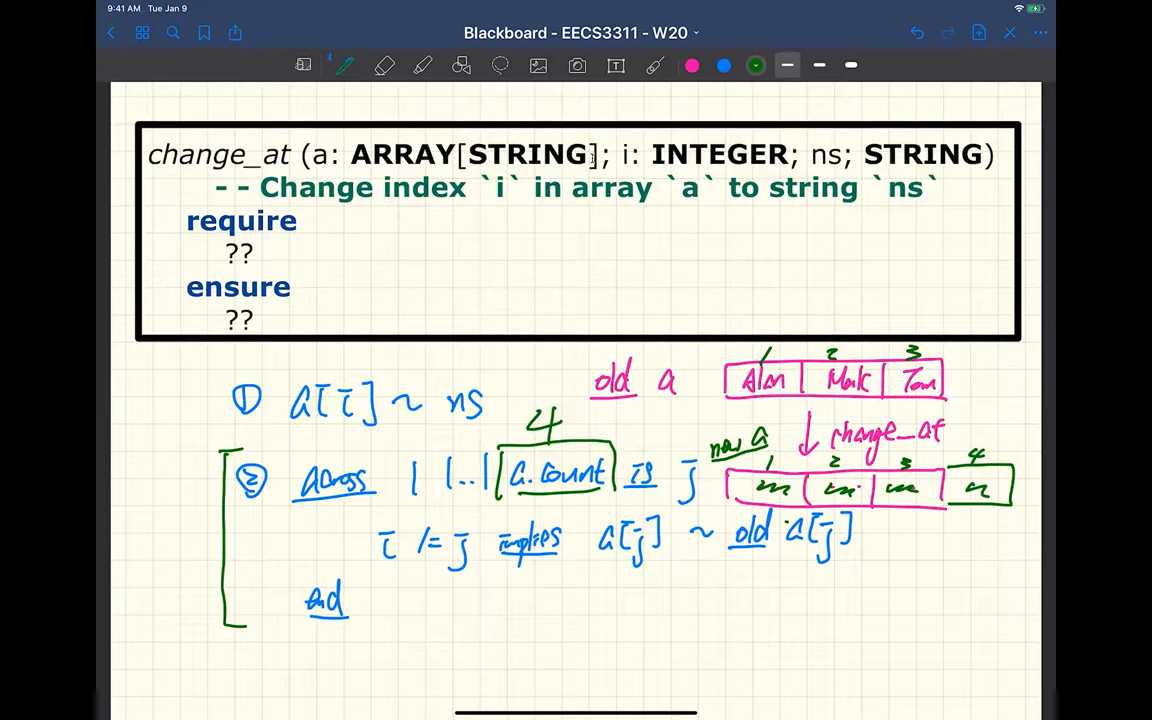 9:41 AM Tue Jan 9
Blackboard - EECS3311 - W20
change_at (a: ARRAY[STRING]; i: INTEGER; ns; STRING)
- - Change index `i` in array `a` to string `ns`
require
??
ensure
??
① a[i] ~ ns
old a
1 2 3
Alan Mark Tom
change_at
4
new a
② across 1 |..| a.count is j
1 2 3 4
i /= j implies a[j] ~ old a[j]
end